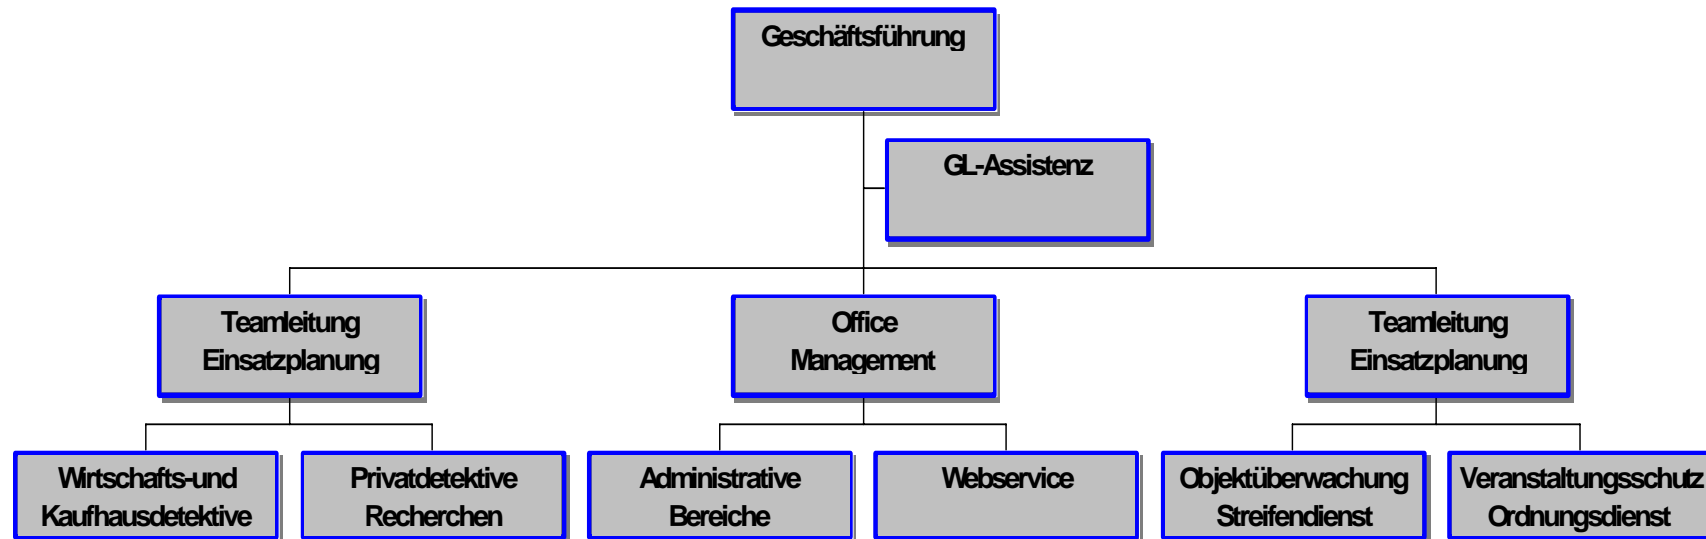 Geschäftsführung
GL-Assistenz
Teamleitung
Einsatzplanung
Office
Management
Teamleitung
Einsatzplanung
Wirtschafts-und
Kaufhausdetektive
Privatdetektive
Recherchen
Administrative
Bereiche
Webservice
Objektüberwachung
Streifendienst
Veranstaltungsschutz
Ordnungsdienst